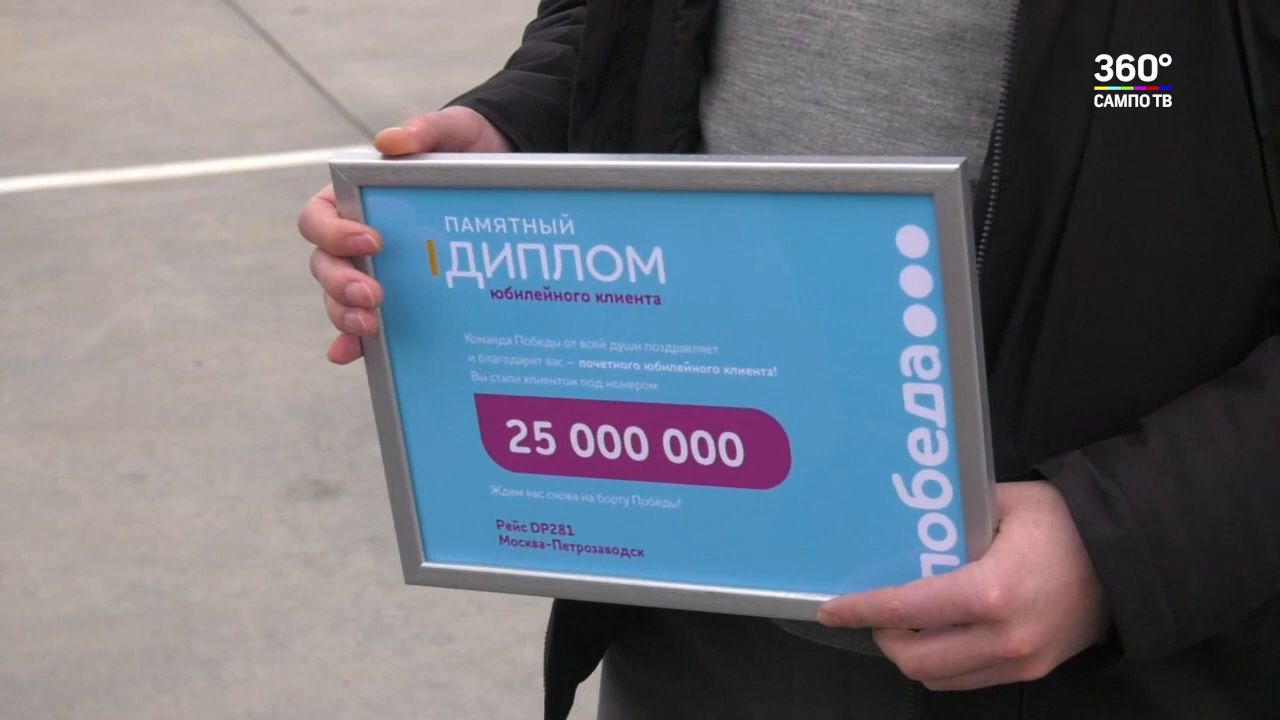 360°
САМПО ТВ
ПАМЯТНЫЙ
ДИПЛОМ
юбилейного клиента
Команда Победы от всей души поздравляет
и благодарит вас – почетного юбилейного клиента!
Вы стали клиентом под номером
25 000 000
Ждем вас снова на борту Победы!
Рейс DP281
Москва-Петрозаводск
победа